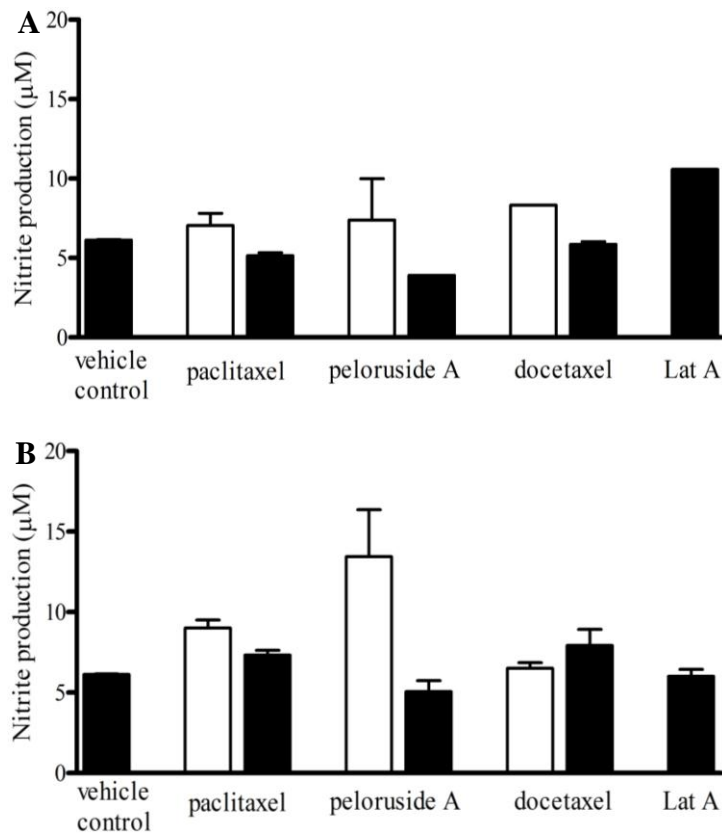 A
20
15
10
5
0
Nitrite production (µM)
vehicle
control
paclitaxel
peloruside A
docetaxel
Lat A
B
20
15
10
5
0
Nitrite production (µM)
vehicle
control
paclitaxel
peloruside A
docetaxel
Lat A